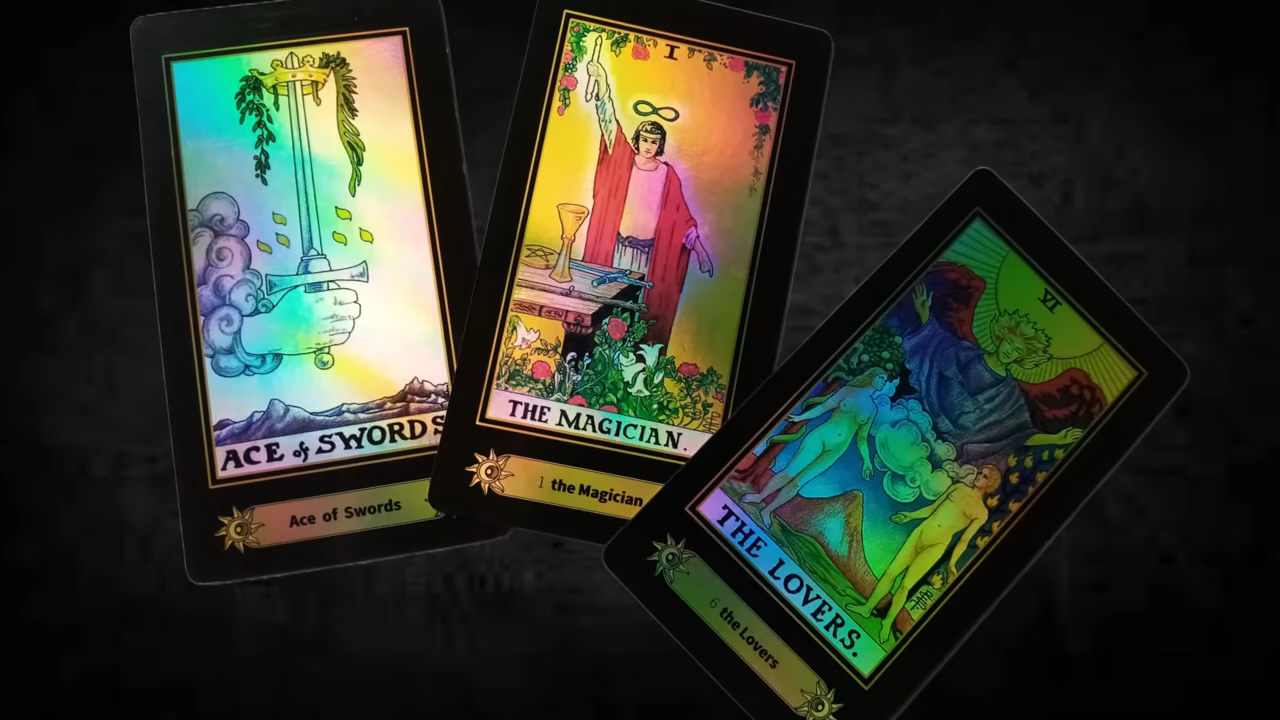 ACE of SWORDS
Ace of Swords
I
THE MAGICIAN.
1 the Magician
VI
THE LOVERS.
6 the Lovers